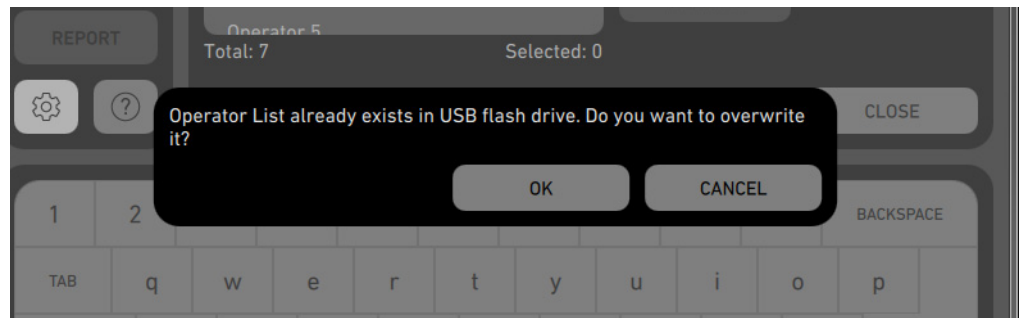 REPORT
Operator 5
Total: 7 Selected: 0
?
Operator List already exists in USB flash drive. Do you want to overwrite
it?
CLOSE
OK CANCEL
1 2 BACKSPACE
TAB q w e r t y u i o p